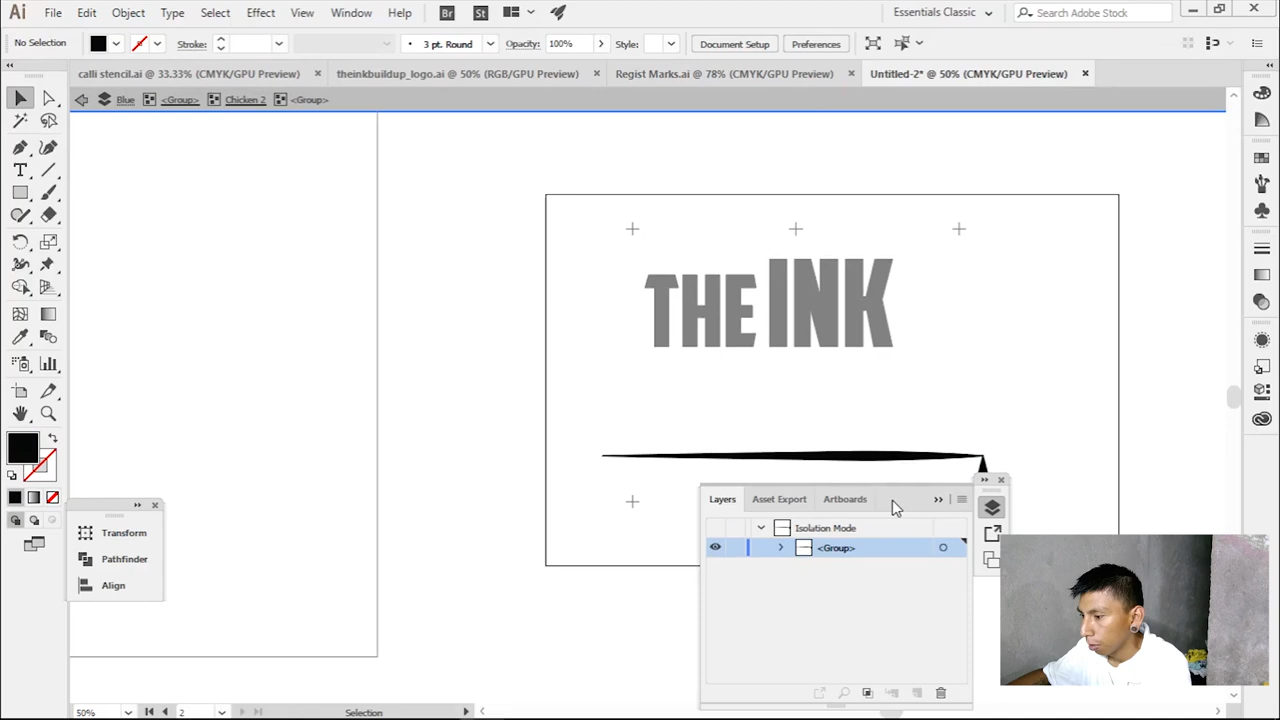 Ai File Edit Object Type Select Effect View Window Help Br St Essentials Classic Search Adobe Stock
No Selection Stroke: 3 pt. Round Opacity: 100% Style: Document Setup Preferences
calli stencil.ai @ 33.33% (CMYK/GPU Preview) theinkbuildup_logo.ai @ 50% (RGB/GPU Preview) Regist Marks.ai @ 78% (CMYK/GPU Preview) Untitled-2* @ 50% (CMYK/GPU Preview)
Blue <Group> Chicken 2 <Group>
THE INK
Layers Asset Export Artboards
Isolation Mode
<Group>
Transform
Pathfinder
Align
50% 2 Selection